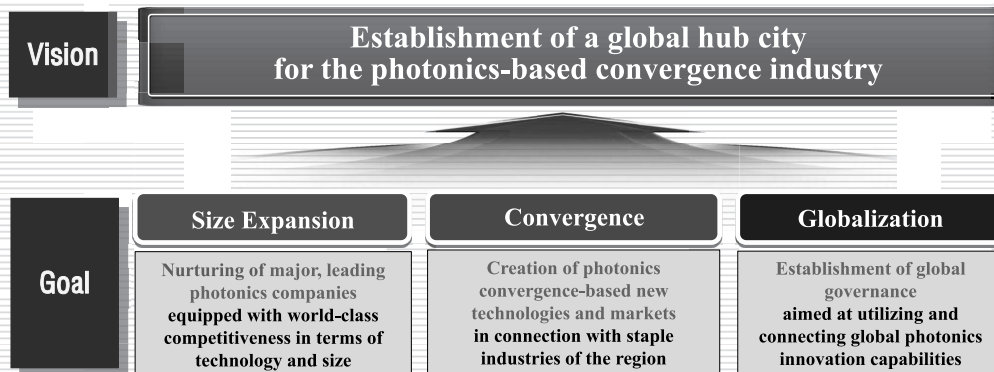 Vision
Establishment of a global hub city
for the photonics-based convergence industry
Goal
Size Expansion
Nurturing of major, leading
photonics companies
equipped with world-class
competitiveness in terms of
technology and size
Convergence
Creation of photonics
convergence-based new
technologies and markets
in connection with staple
industries of the region
Globalization
Establishment of global
governance
aimed at utilizing and
connecting global photonics
innovation capabilities